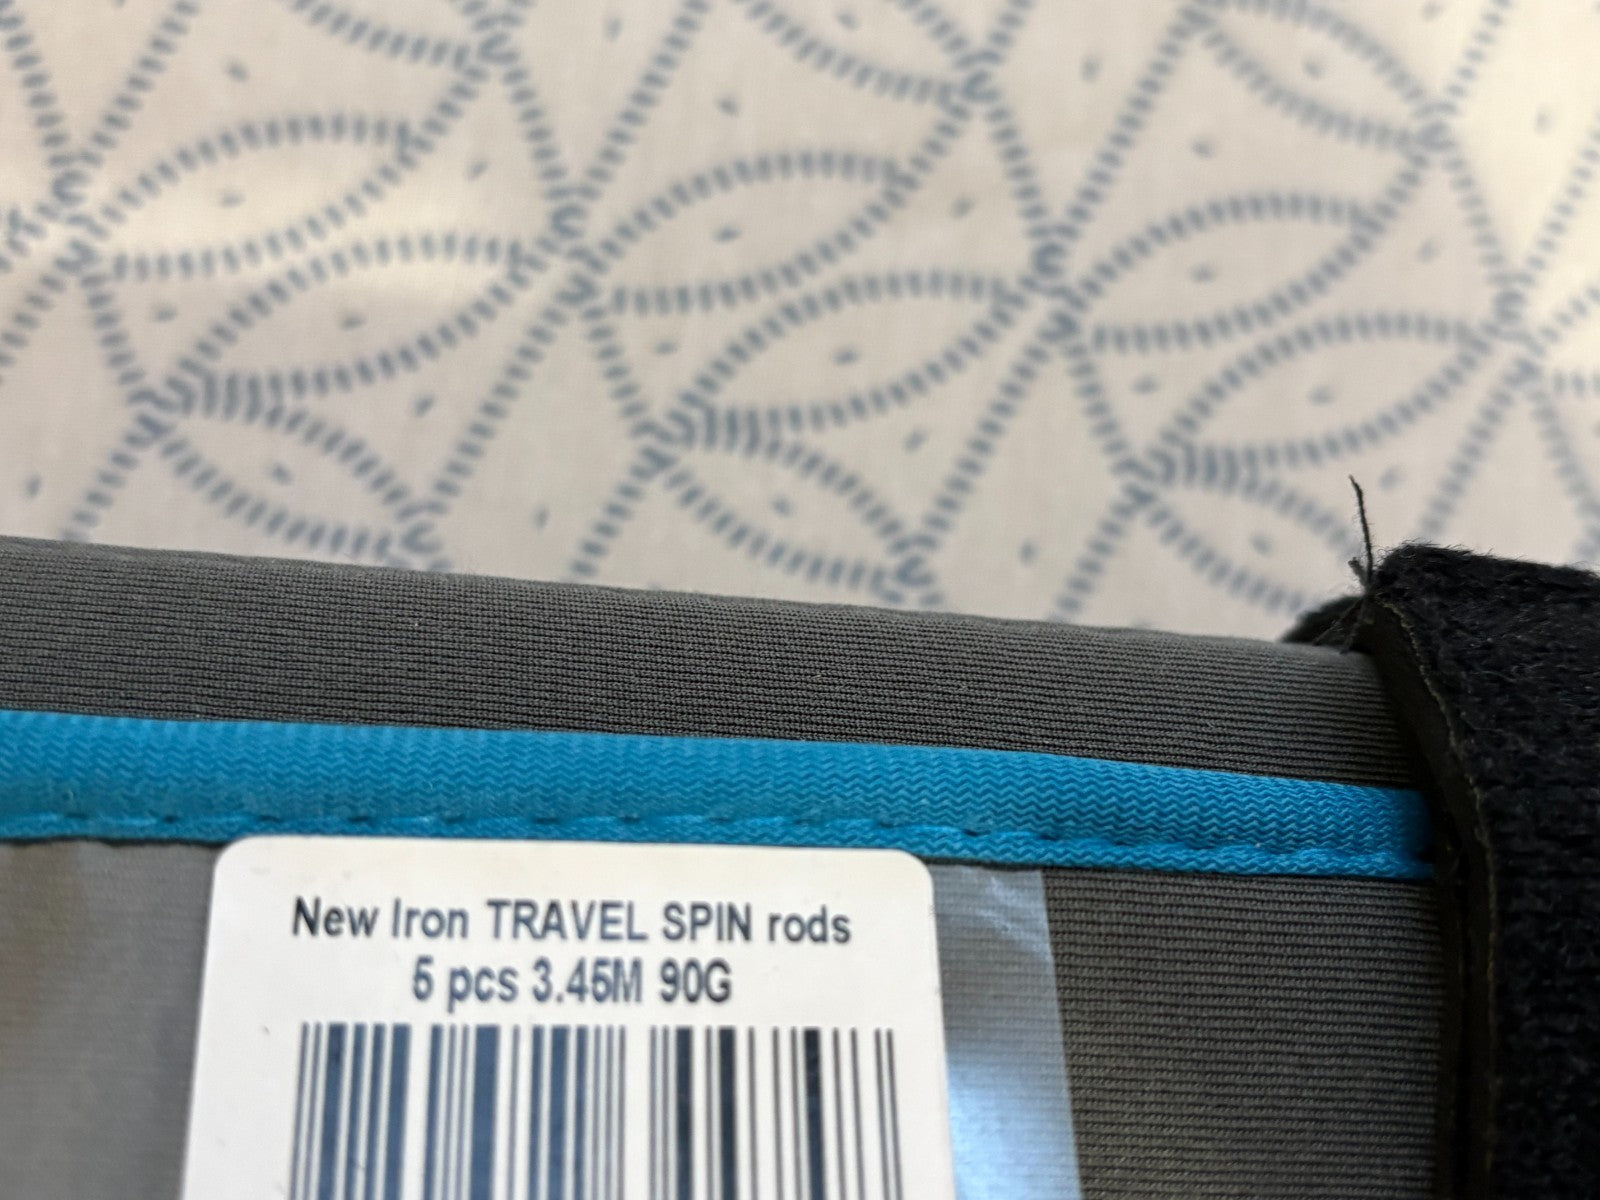 New Iron TRAVEL SPIN rods
5 pcs 3.45M 90G